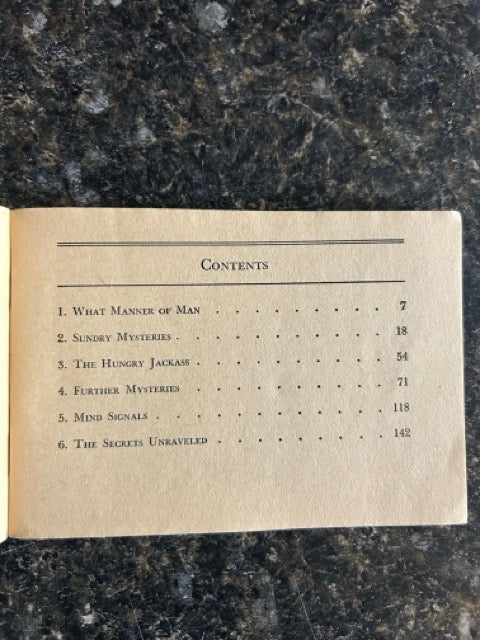 Contents
1. What Manner of Man . . . . . . . . . 7
2. Sundry Mysteries . . . . . . . . . . 18
3. The Hungry Jackass . . . . . . . . . 54
4. Further Mysteries . . . . . . . . . 71
5. Mind Signals . . . . . . . . . . . 118
6. The Secrets Unraveled . . . . . . . . 142